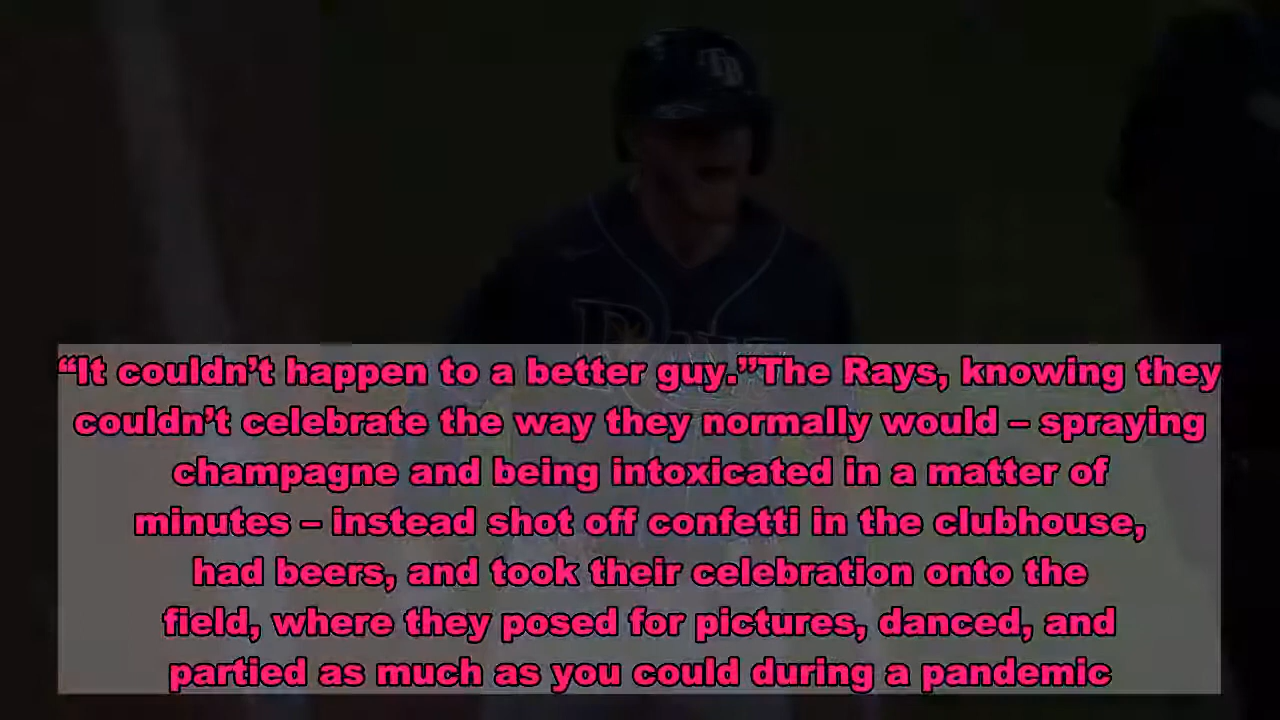 TB
RAYS
“It couldn’t happen to a better guy.”The Rays, knowing they
couldn’t celebrate the way they normally would – spraying
champagne and being intoxicated in a matter of
minutes – instead shot off confetti in the clubhouse,
had beers, and took their celebration onto the
field, where they posed for pictures, danced, and
partied as much as you could during a pandemic